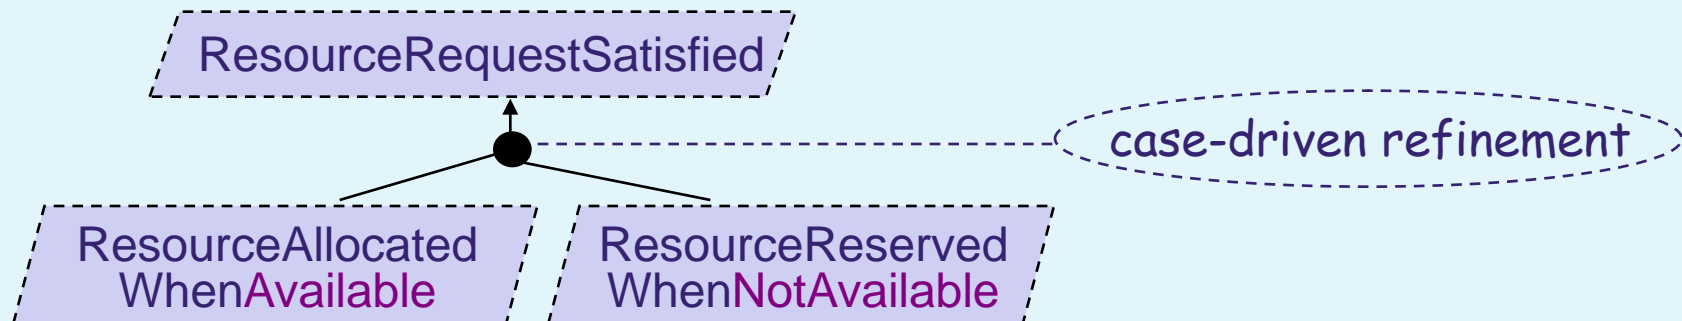 ResourceRequestSatisfied
case-driven refinement
ResourceAllocated
WhenAvailable
ResourceReserved
WhenNotAvailable